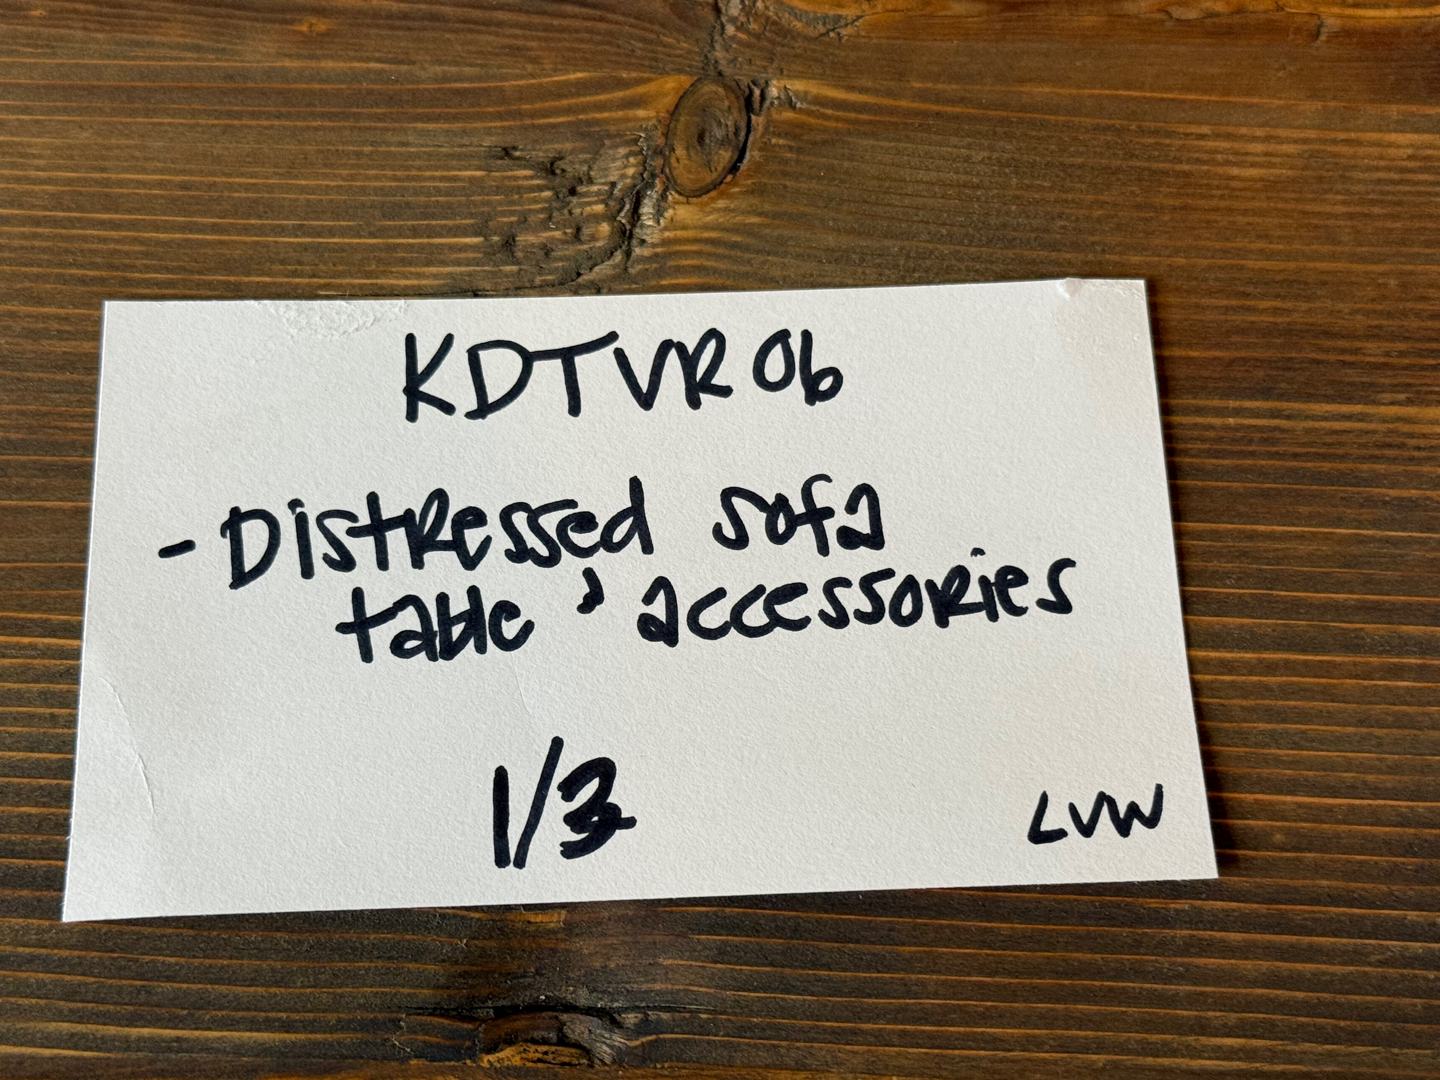 KDTVR06
- Distressed sofa
table , accessories
1/3
LVW